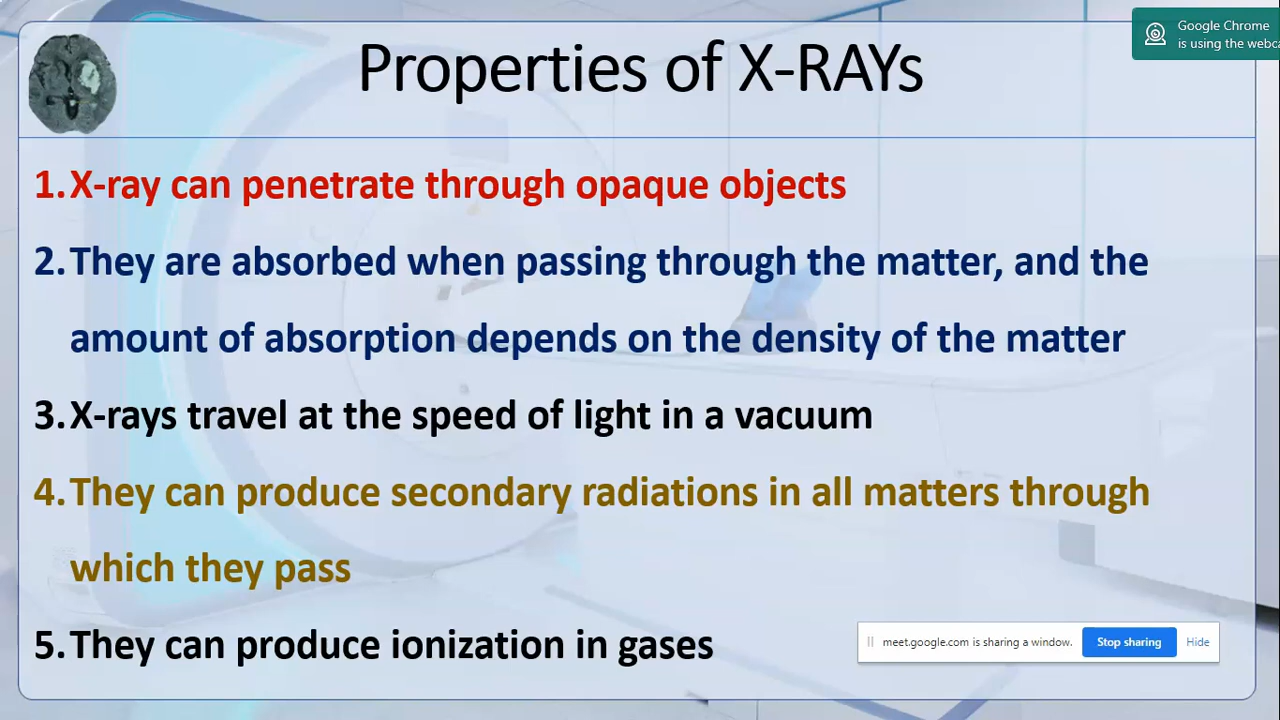 Google Chrome
is using the webc
Properties of X-RAYs
1. X-ray can penetrate through opaque objects
2. They are absorbed when passing through the matter, and the
amount of absorption depends on the density of the matter
3. X-rays travel at the speed of light in a vacuum
4. They can produce secondary radiations in all matters through
which they pass
5. They can produce ionization in gases
meet.google.com is sharing a window. Stop sharing Hide